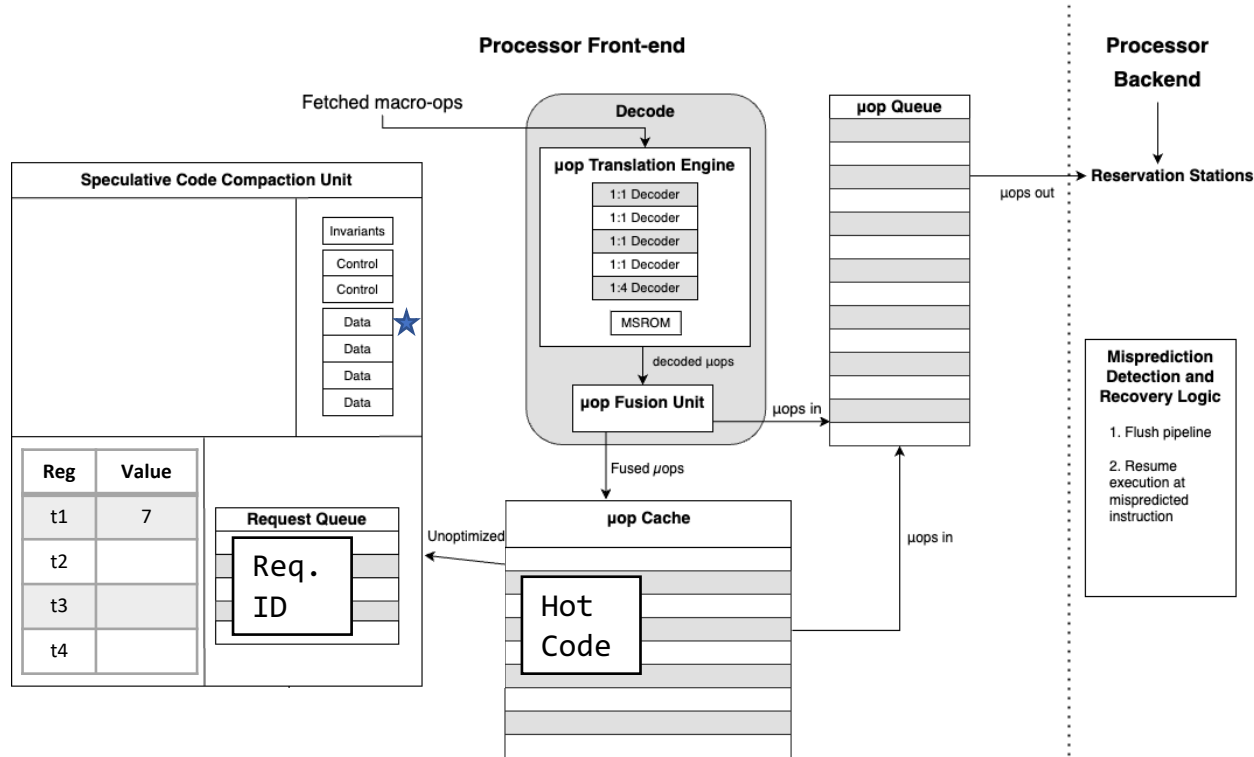 Processor Front-end
Processor
Backend
Fetched macro-ops
Decode
µop Translation Engine
1:1 Decoder
1:1 Decoder
1:1 Decoder
1:1 Decoder
1:4 Decoder
MSROM
decoded µops
µop Fusion Unit
µops in
Fused µops
µop Queue
µops out
Reservation Stations
Speculative Code Compaction Unit
Invariants
Control
Control
Data
Data
Data
Data
Reg Value
t1 7
t2
t3
t4
Request Queue
Req.
ID
Unoptimized
µop Cache
Hot
Code
µops in
Misprediction
Detection and
Recovery Logic
1. Flush pipeline
2. Resume
execution at
mispredicted
instruction